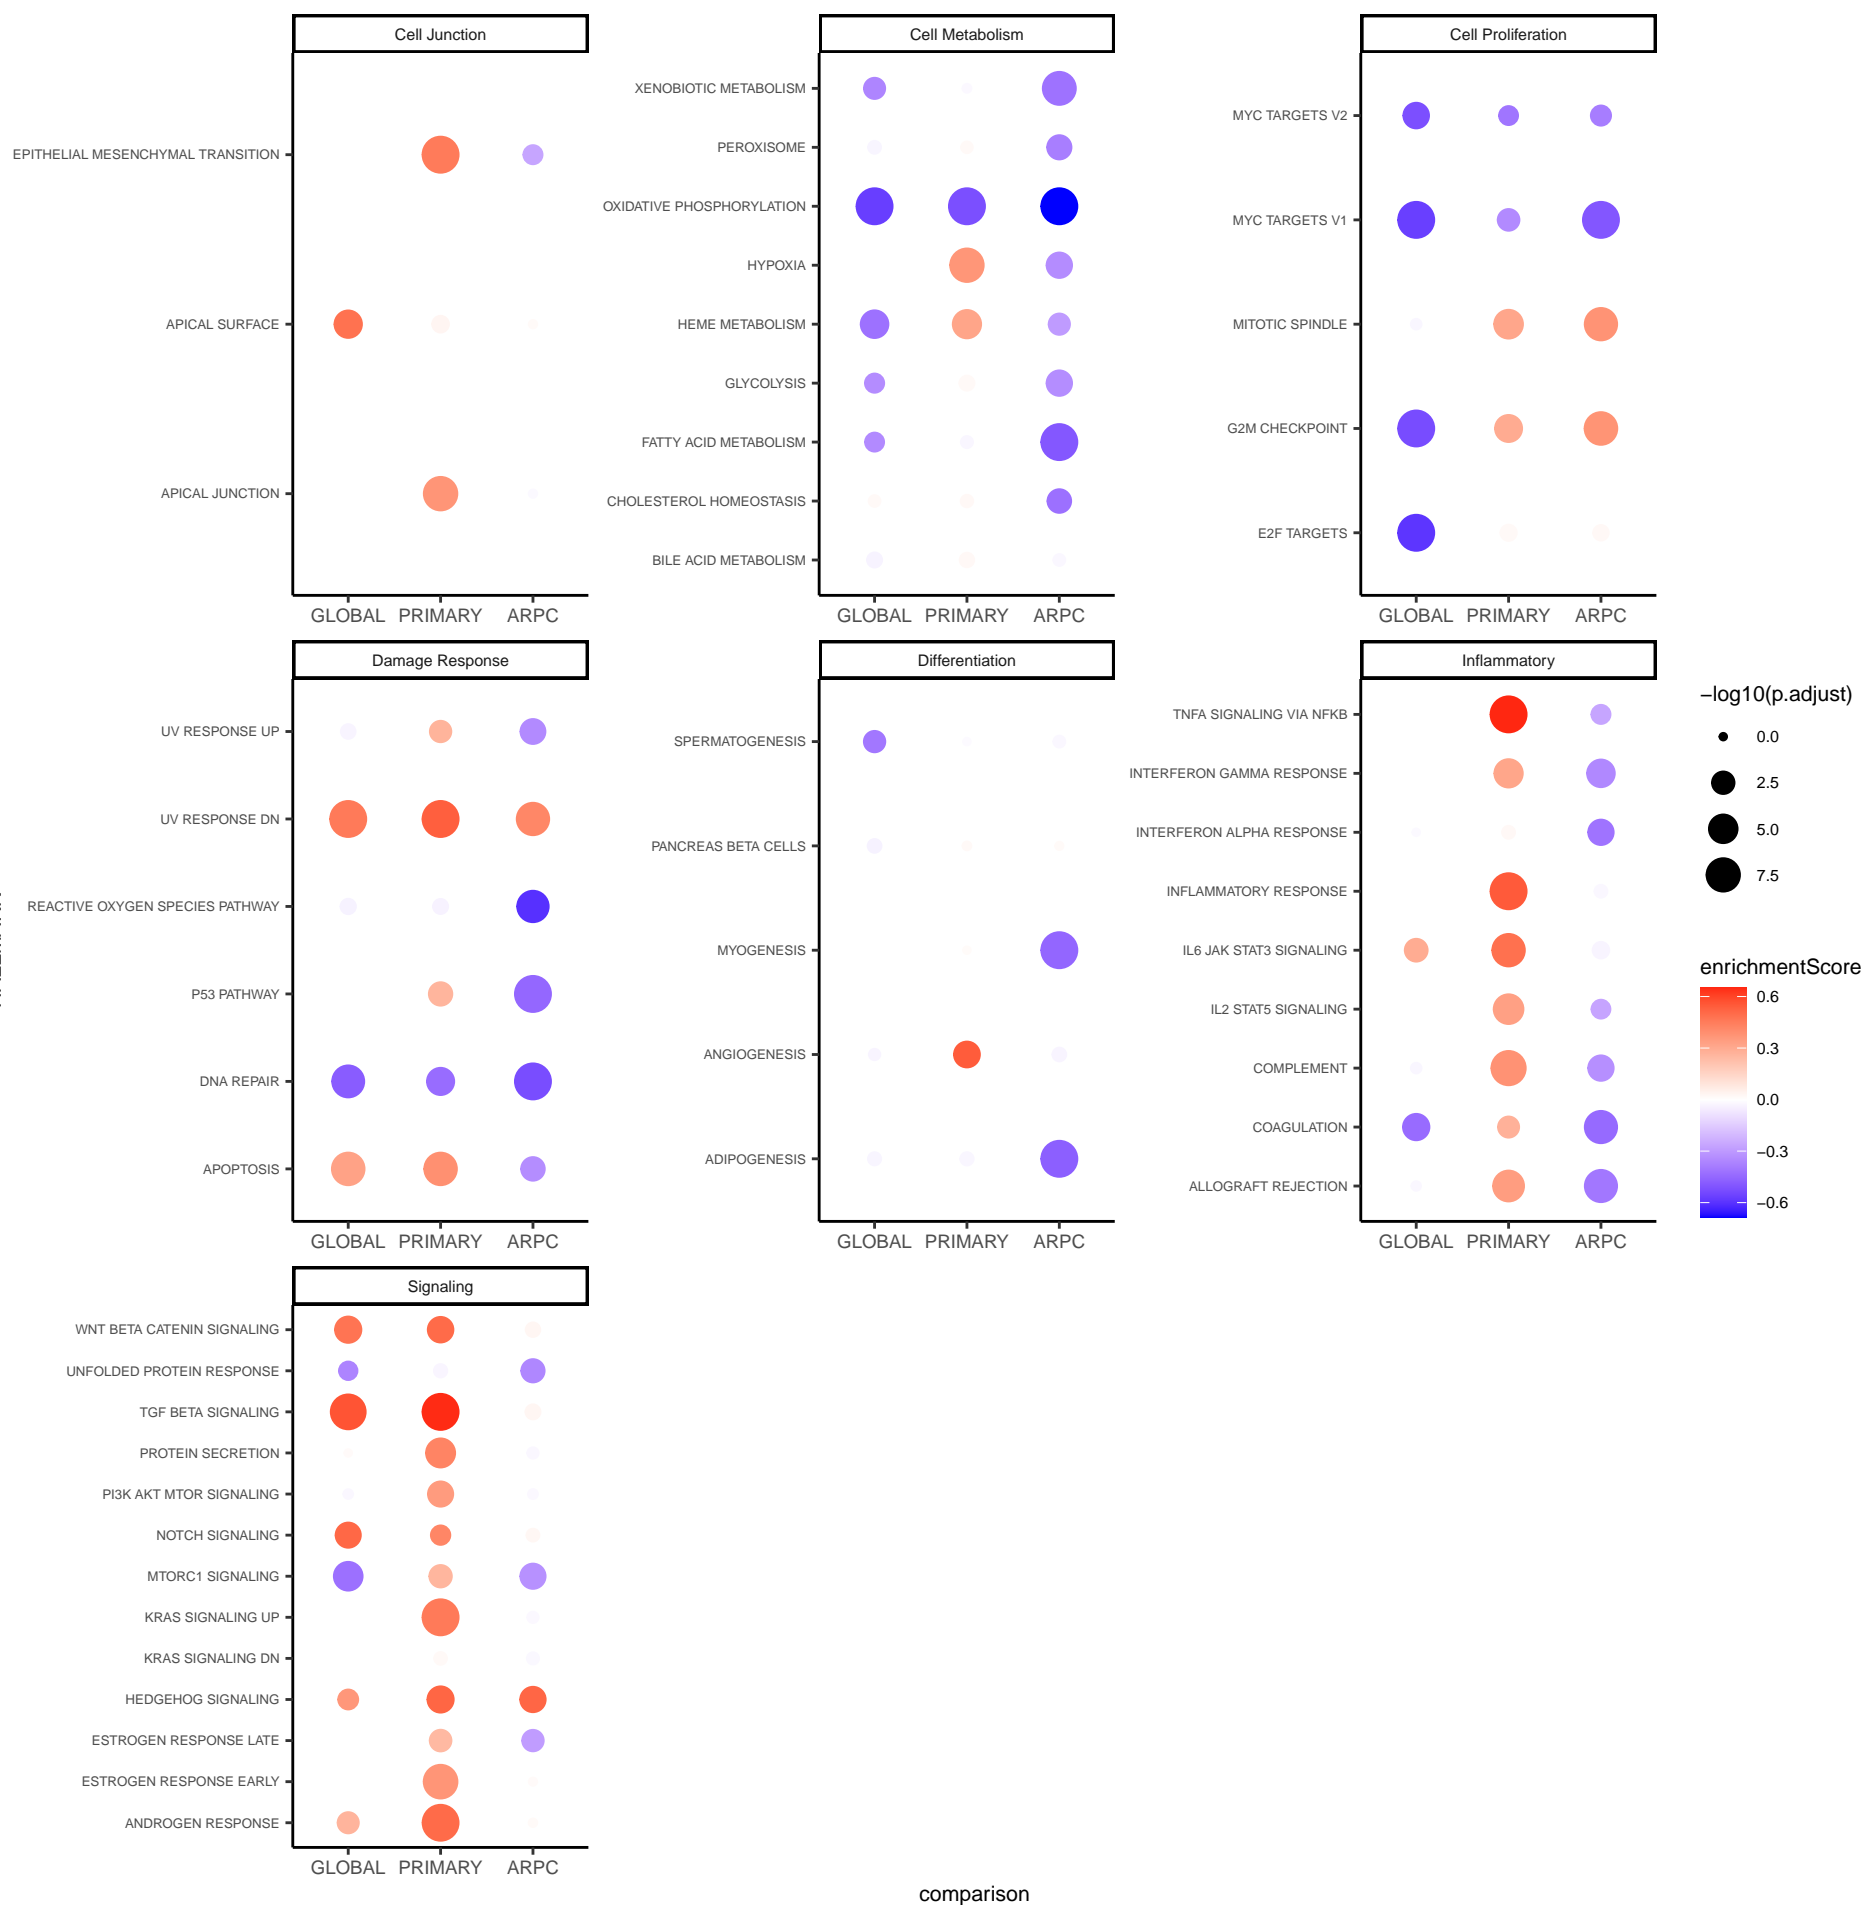 Cell Junction
EPITHELIAL MESENCHYMAL TRANSITION
APICAL SURFACE
APICAL JUNCTION
GLOBAL PRIMARY ARPC
Cell Metabolism
XENOBIOTIC METABOLISM
PEROXISOME
OXIDATIVE PHOSPHORYLATION
HYPOXIA
HEME METABOLISM
GLYCOLYSIS
FATTY ACID METABOLISM
CHOLESTEROL HOMEOSTASIS
BILE ACID METABOLISM
GLOBAL PRIMARY ARPC
Cell Proliferation
MYC TARGETS V2
MYC TARGETS V1
MITOTIC SPINDLE
G2M CHECKPOINT
E2F TARGETS
GLOBAL PRIMARY ARPC
Damage Response
UV RESPONSE UP
UV RESPONSE DN
REACTIVE OXYGEN SPECIES PATHWAY
P53 PATHWAY
DNA REPAIR
APOPTOSIS
GLOBAL PRIMARY ARPC
Differentiation
SPERMATOGENESIS
PANCREAS BETA CELLS
MYOGENESIS
ANGIOGENESIS
ADIPOGENESIS
GLOBAL PRIMARY ARPC
Inflammatory
TNFA SIGNALING VIA NFKB
INTERFERON GAMMA RESPONSE
INTERFERON ALPHA RESPONSE
INFLAMMATORY RESPONSE
IL6 JAK STAT3 SIGNALING
IL2 STAT5 SIGNALING
COMPLEMENT
COAGULATION
ALLOGRAFT REJECTION
GLOBAL PRIMARY ARPC
−log10(p.adjust)
0.0
2.5
5.0
7.5
enrichmentScore
0.6
0.3
0.0
−0.3
−0.6
Signaling
WNT BETA CATENIN SIGNALING
UNFOLDED PROTEIN RESPONSE
TGF BETA SIGNALING
PROTEIN SECRETION
PI3K AKT MTOR SIGNALING
NOTCH SIGNALING
MTORC1 SIGNALING
KRAS SIGNALING UP
KRAS SIGNALING DN
HEDGEHOG SIGNALING
ESTROGEN RESPONSE LATE
ESTROGEN RESPONSE EARLY
ANDROGEN RESPONSE
GLOBAL PRIMARY ARPC
comparison